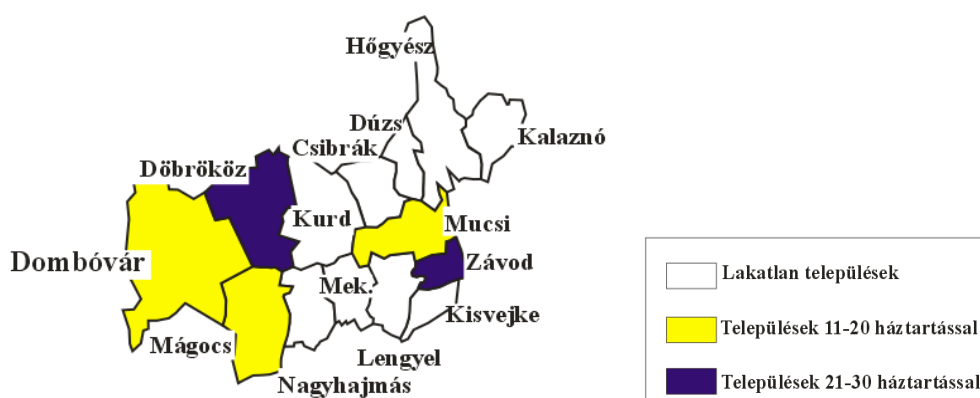 Hőgyész
Dúzs
Kalaznó
Csibrák
Döbrököz
Kurd
Mucsi
Dombóvár
Závod
Mek.
Kisvejke
Mágocs
Lengyel
Nagyhajmás
Lakatlan települések
Települések 11-20 háztartással
Települések 21-30 háztartással